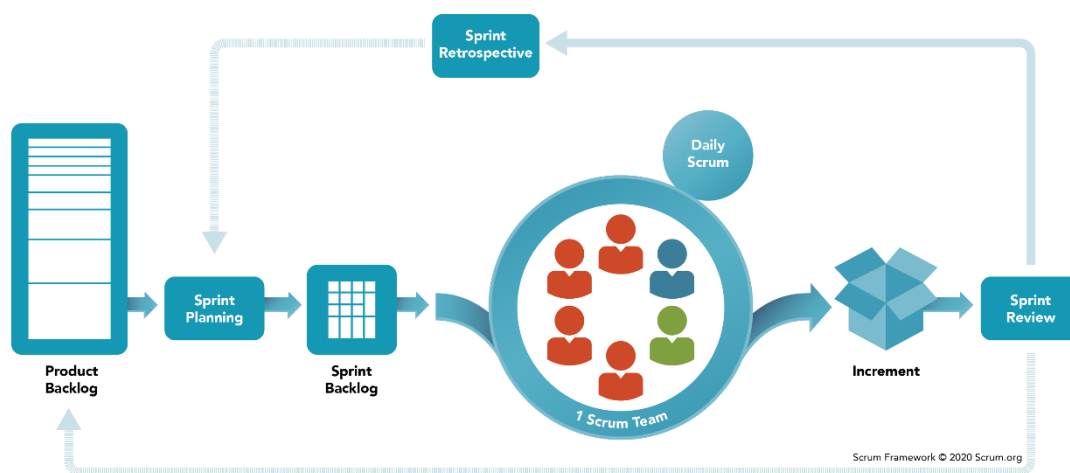 Sprint
Retrospective
Daily
Scrum
Sprint
Planning
Sprint
Review
Product
Backlog
Sprint
Backlog
Increment
1 Scrum Team
Scrum Framework © 2020 Scrum.org